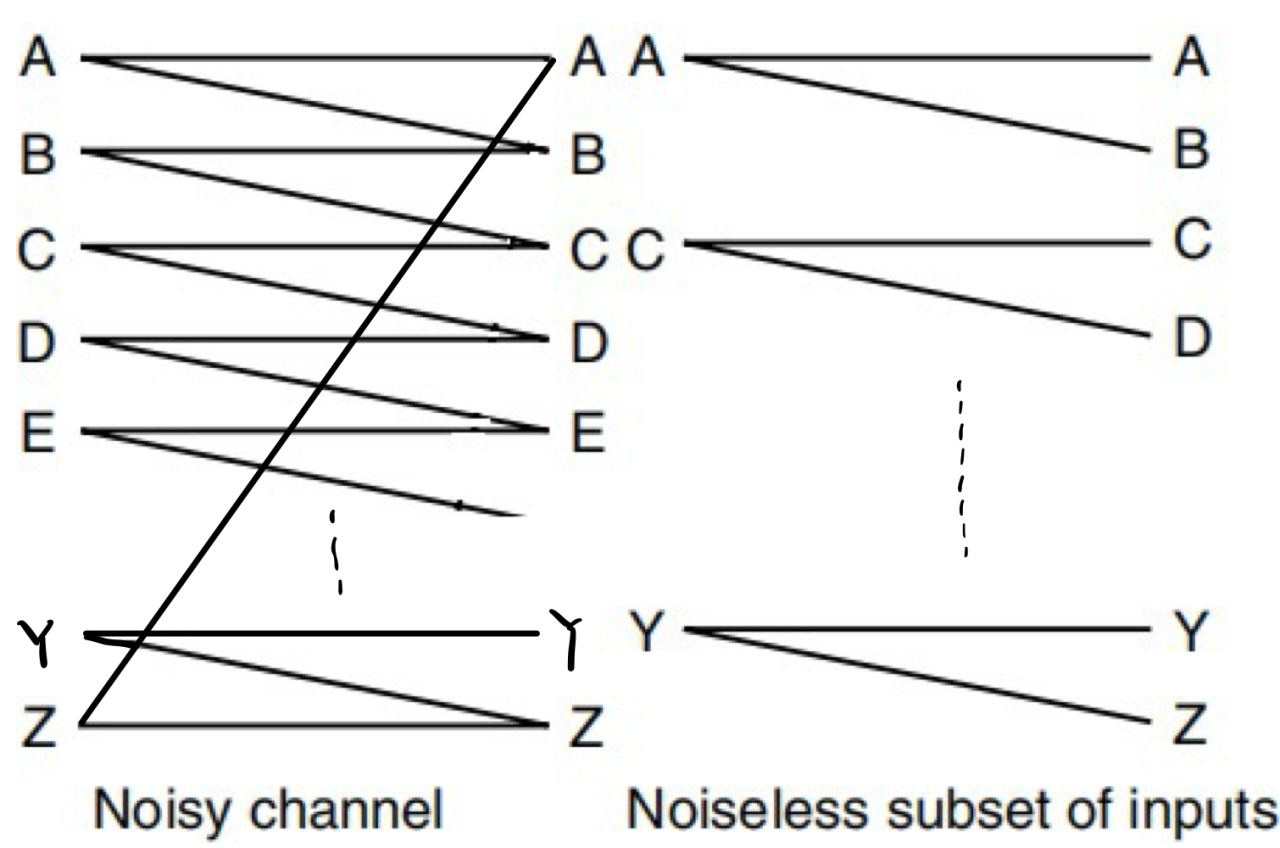 A A A A
B B B
C C C C
D D D
E E
Y Y Y Y
Z Z Z
Noisy channel Noiseless subset of inputs